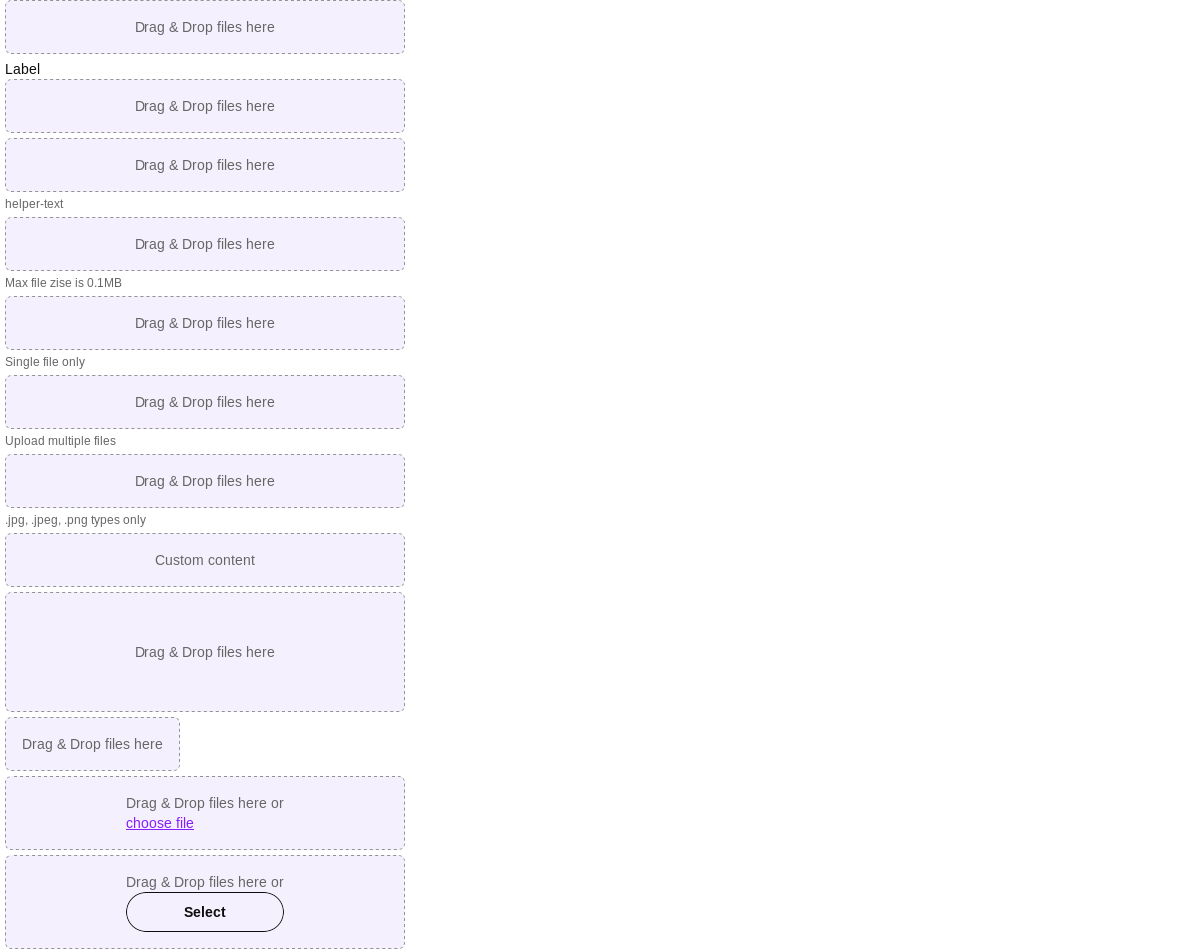 Drag & Drop files here
Label
Drag & Drop files here
Drag & Drop files here
helper-text
Drag & Drop files here
Max file zise is 0.1MB
Drag & Drop files here
Single file only
Drag & Drop files here
Upload multiple files
Drag & Drop files here
.jpg, .jpeg, .png types only
Custom content
Drag & Drop files here
Drag & Drop files here
Drag & Drop files here or
choose file
Drag & Drop files here or
Select